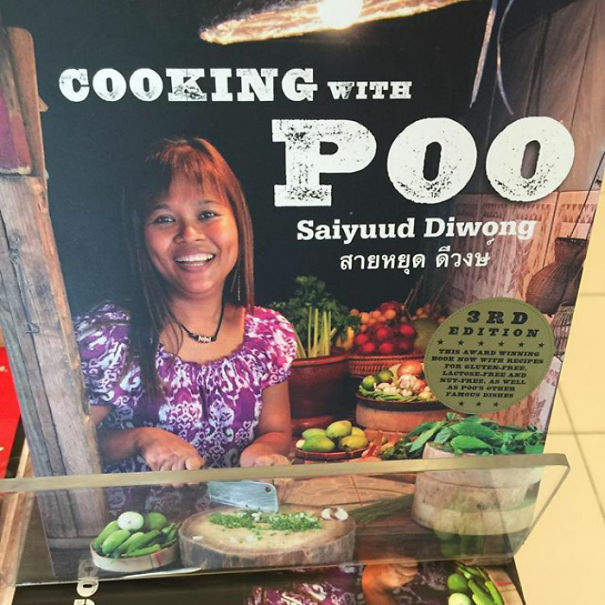 COOKING WITH
POO
Saiyuud Diwong
สายหยุด ดีวงษ์
3RD
EDITION
THIS AWARD WINNING
BOOK NOW WITH RECIPES
FOR GLUTEN-FREE,
LACTOSE-FREE AND
NUT-FREE, AS WELL
AS POO'S OTHER
FAMOUS DISHES